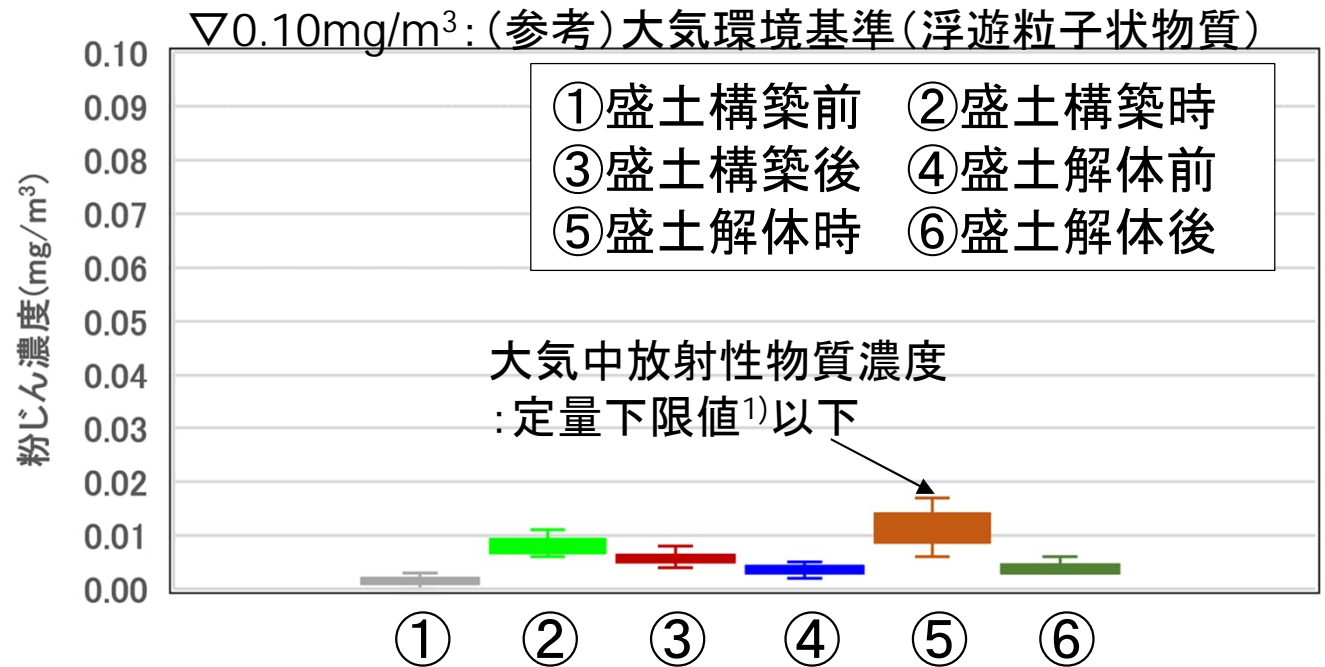 ▽0.10mg/m³:(参考)大気環境基準(浮遊粒子状物質)
0.10
0.09
0.08
0.07
0.06
0.05
0.04
0.03
0.02
0.01
0.00
粉じん濃度(mg/m³)
①盛土構築前 ②盛土構築時
③盛土構築後 ④盛土解体前
⑤盛土解体時 ⑥盛土解体後
大気中放射性物質濃度
:定量下限値¹⁾以下
① ② ③ ④ ⑤ ⑥